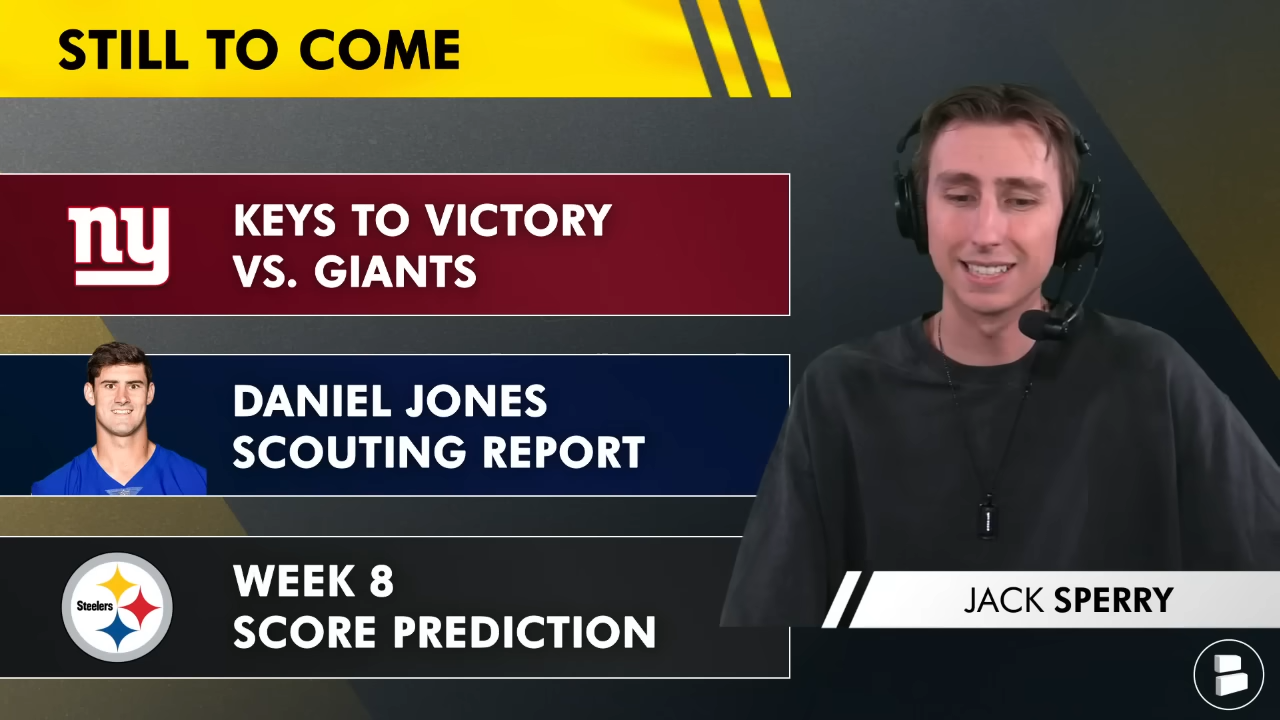 STILL TO COME
ny
KEYS TO VICTORY
VS. GIANTS
DANIEL JONES
SCOUTING REPORT
Steelers
WEEK 8
SCORE PREDICTION
JACK SPERRY